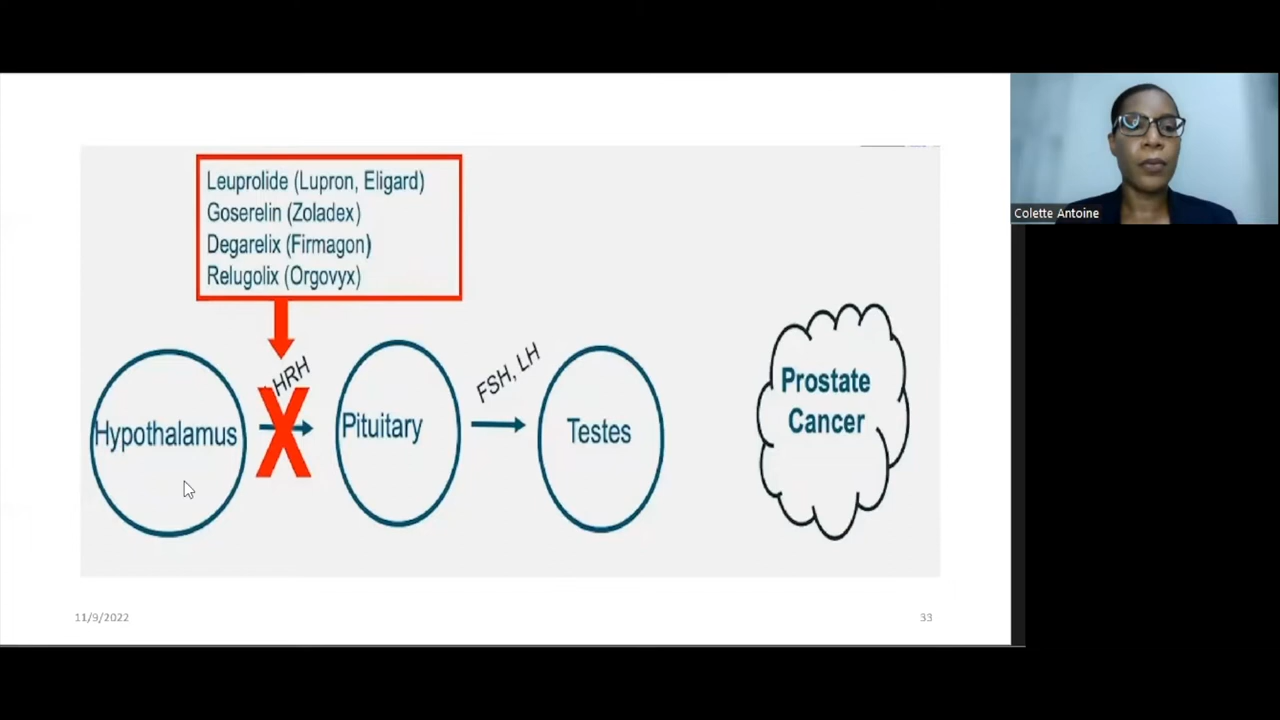 Leuprolide (Lupron, Eligard)
Goserelin (Zoladex)
Degarelix (Firmagon)
Relugolix (Orgovyx)
Hypothalamus
HRH
Pituitary
FSH, LH
Testes
Prostate
Cancer
11/9/2022
33
Colette Antoine